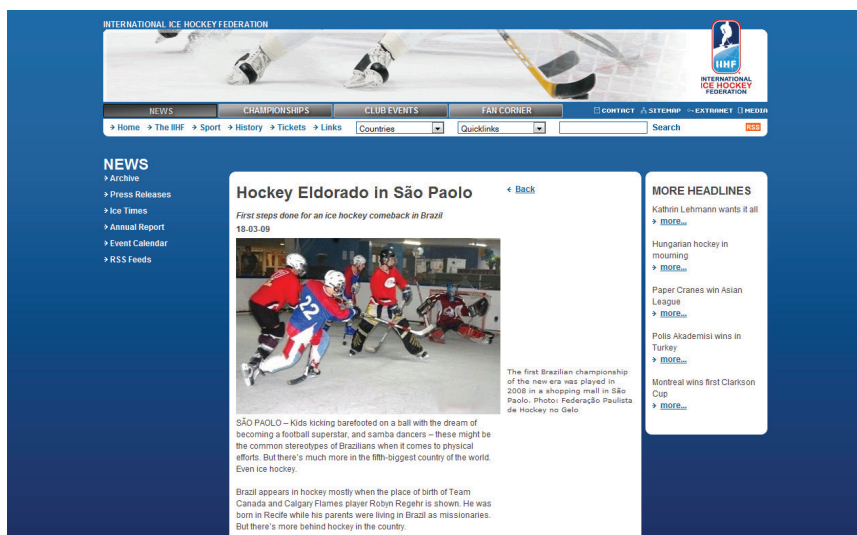 INTERNATIONAL ICE HOCKEY FEDERATION
IIHF
INTERNATIONAL
ICE HOCKEY
FEDERATION
NEWS CHAMPIONSHIPS CLUB EVENTS FAN CORNER CONTACT SITEMAP EXTRANET MEDIA
Home The IIHF Sport History Tickets Links Countries Quicklinks Search RSS
NEWS
Archive
Press Releases
Ice Times
Annual Report
Event Calendar
RSS Feeds
Hockey Eldorado in São Paolo
Back
First steps done for an ice hockey comeback in Brazil
18-03-09
22
The first Brazilian championship
of the new era was played in
2008 in a shopping mall in São
Paolo. Photo: Federação Paulista
de Hockey no Gelo
SÃO PAOLO – Kids kicking barefooted on a ball with the dream of
becoming a football superstar, and samba dancers – these might be
the common stereotypes of Brazilians when it comes to physical
efforts. But there's much more in the fifth-biggest country of the world.
Even ice hockey.
Brazil appears in hockey mostly when the place of birth of Team
Canada and Calgary Flames player Robyn Regehr is shown. He was
born in Recife while his parents were living in Brazil as missionaries.
But there's more behind hockey in the country.
MORE HEADLINES
Kathrin Lehmann wants it all
more...
Hungarian hockey in
mourning
more...
Paper Cranes win Asian
League
more...
Polis Akademisi wins in
Turkey
more...
Montreal wins first Clarkson
Cup
more...